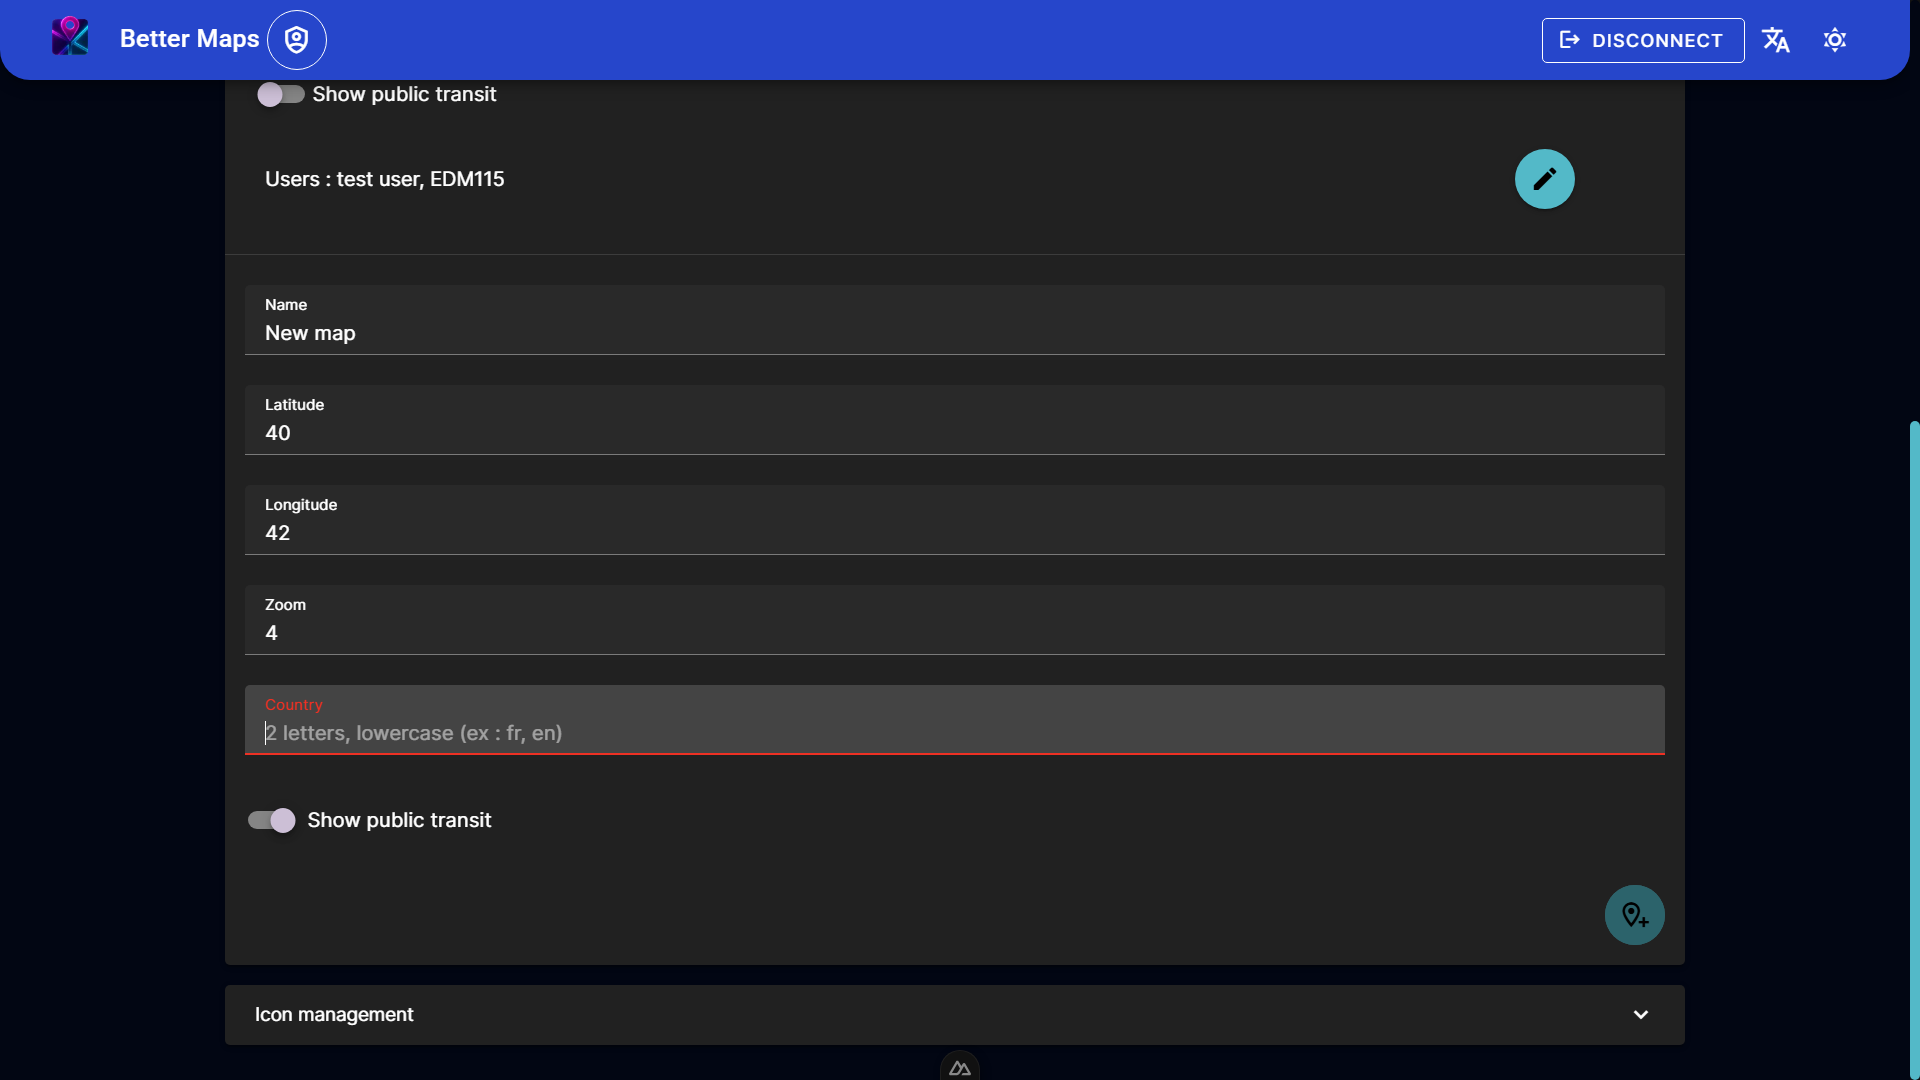 Better Maps
DISCONNECT
Show public transit
Users : test user, EDM115
Name
New map
Latitude
40
Longitude
42
Zoom
4
Country
2 letters, lowercase (ex : fr, en)
Show public transit
Icon management